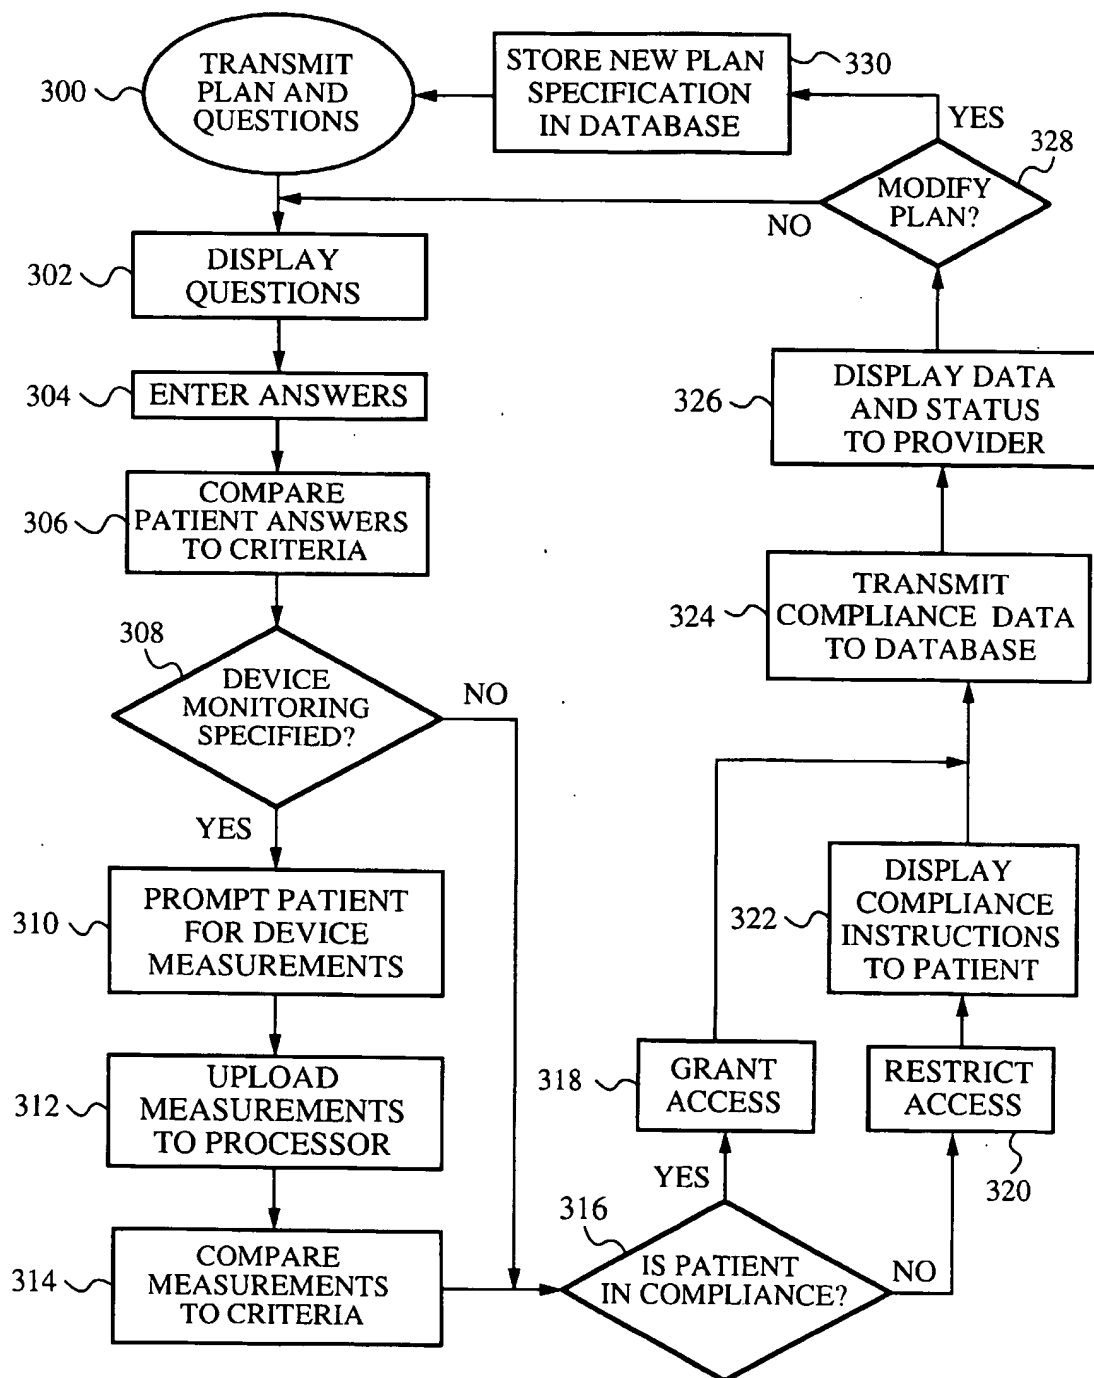 300
TRANSMIT
PLAN AND
QUESTIONS
STORE NEW PLAN
SPECIFICATION
IN DATABASE
330
YES
328
MODIFY
PLAN?
NO
302
DISPLAY
QUESTIONS
304
ENTER ANSWERS
306
COMPARE
PATIENT ANSWERS
TO CRITERIA
308
DEVICE
MONITORING
SPECIFIED?
NO
YES
310
PROMPT PATIENT
FOR DEVICE
MEASUREMENTS
312
UPLOAD
MEASUREMENTS
TO PROCESSOR
314
COMPARE
MEASUREMENTS
TO CRITERIA
316
IS PATIENT
IN COMPLIANCE?
YES
NO
318
GRANT
ACCESS
RESTRICT
ACCESS
320
322
DISPLAY
COMPLIANCE
INSTRUCTIONS
TO PATIENT
324
TRANSMIT
COMPLIANCE DATA
TO DATABASE
326
DISPLAY DATA
AND STATUS
TO PROVIDER